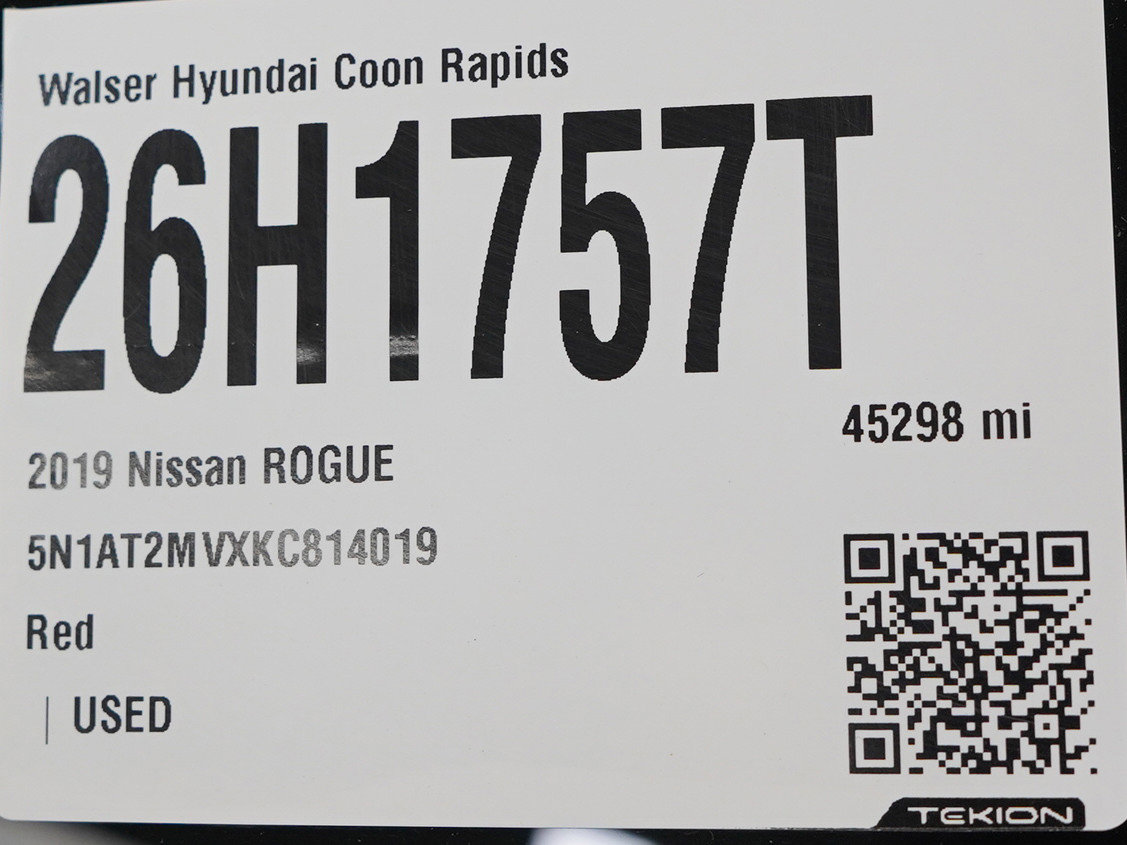 Walser Hyundai Coon Rapids
26H1757T
45298 mi
2019 Nissan ROGUE
5N1AT2MVXKC814019
Red
| USED
TEKION